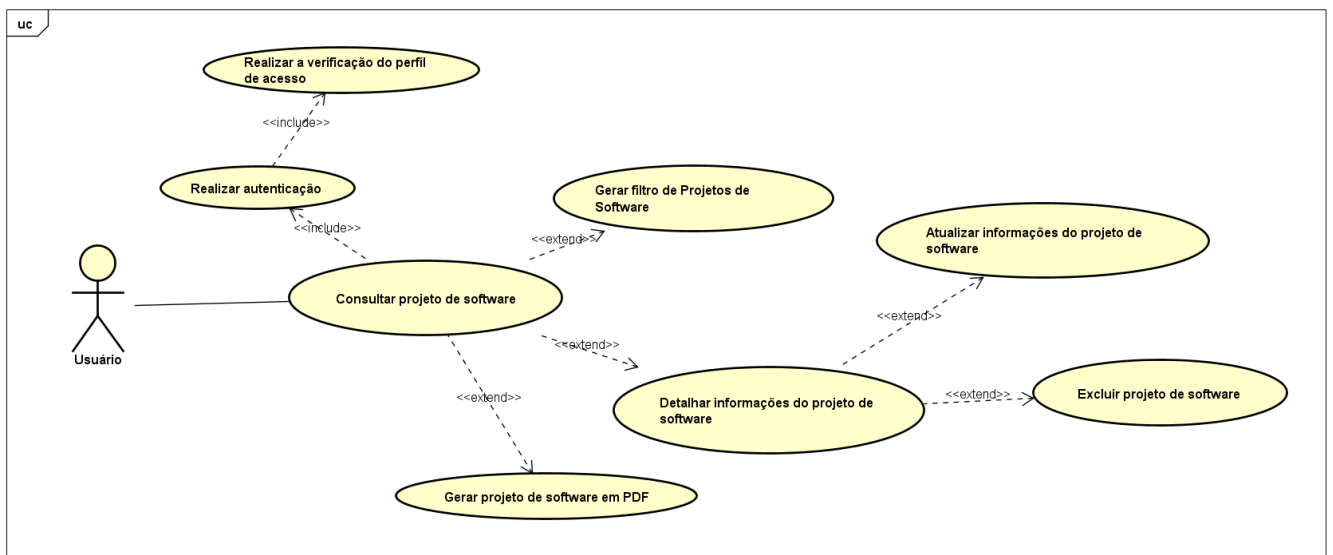 uc
Realizar a verificação do perfil
de acesso
<<include>>
Realizar autenticação
<<include>>
Gerar filtro de Projetos de
Software
<<extend>>
Atualizar informações do projeto de
software
Consultar projeto de software
Usuário
<<extend>>
<<extend>>
<<extend>>
Detalhar informações do projeto de
software
<<extend>>
Excluir projeto de software
<<extend>>
Gerar projeto de software em PDF